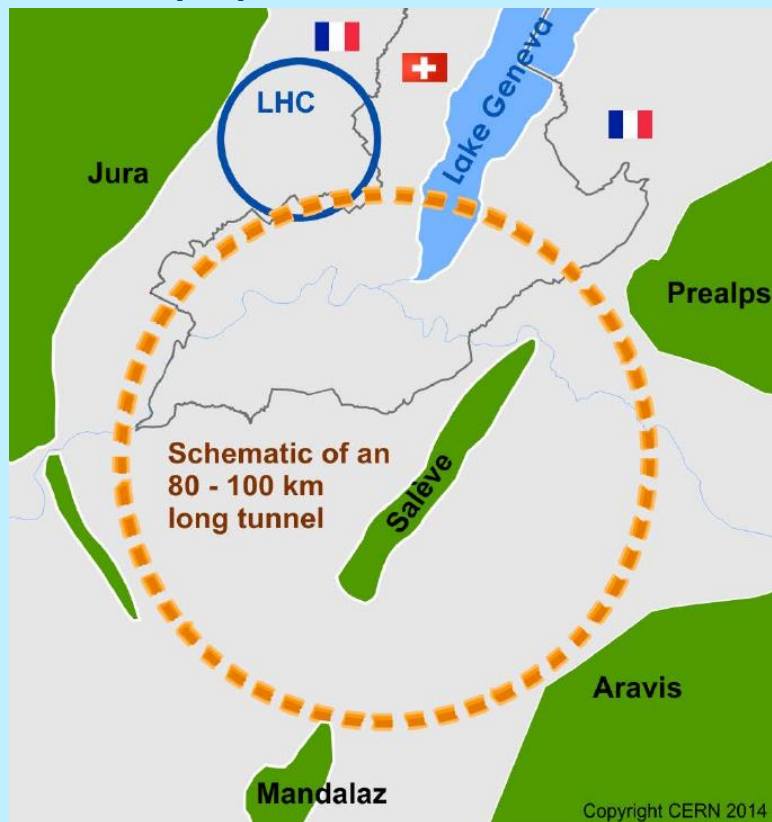 LHC
Lake Geneva
Jura
Prealps
Schematic of an
80 - 100 km
long tunnel
Salève
Aravis
Mandalaz
Copyright CERN 2014